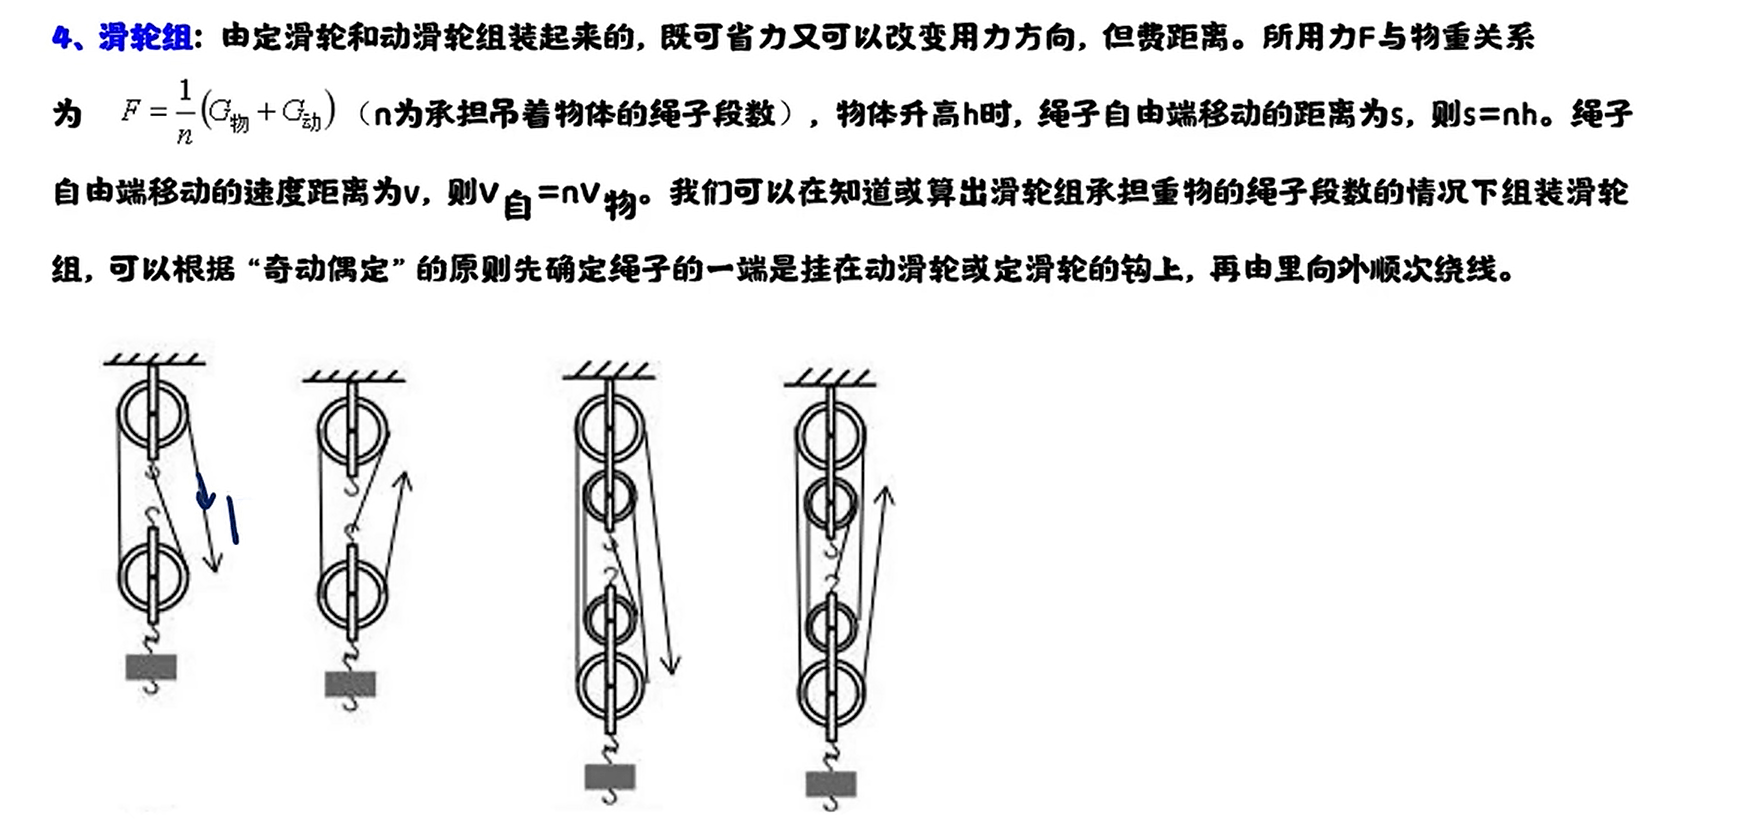 4、滑轮组：由定滑轮和动滑轮组装起来的，既可省力又可以改变用力方向，但费距离。所用力F与物重关系
为 F=1/n(G物+G动)（n为承担吊着物体的绳子段数），物体升高h时，绳子自由端移动的距离为s，则s=nh。绳子
自由端移动的速度距离为v，则v自=nv物。我们可以在知道或算出滑轮组承担重物的绳子段数的情况下组装滑轮
组，可以根据“奇动偶定”的原则先确定绳子的一端是挂在动滑轮或定滑轮的钩上，再由里向外顺次绕线。